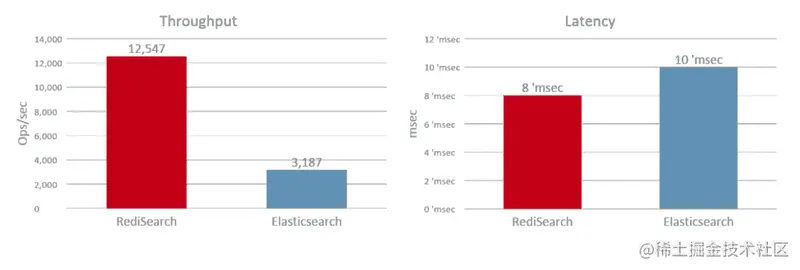 Throughput
14,000
12,547
12,000
10,000
8,000
6,000
4,000
3,187
2,000
0
Ops/sec
RediSearch
Elasticsearch
Latency
12 'msec
10 'msec
10 'msec
8 'msec
8 'msec
6 'msec
4 'msec
2 'msec
0 'msec
msec
RediSearch
Elasticsearch
@稀土掘金技术社区